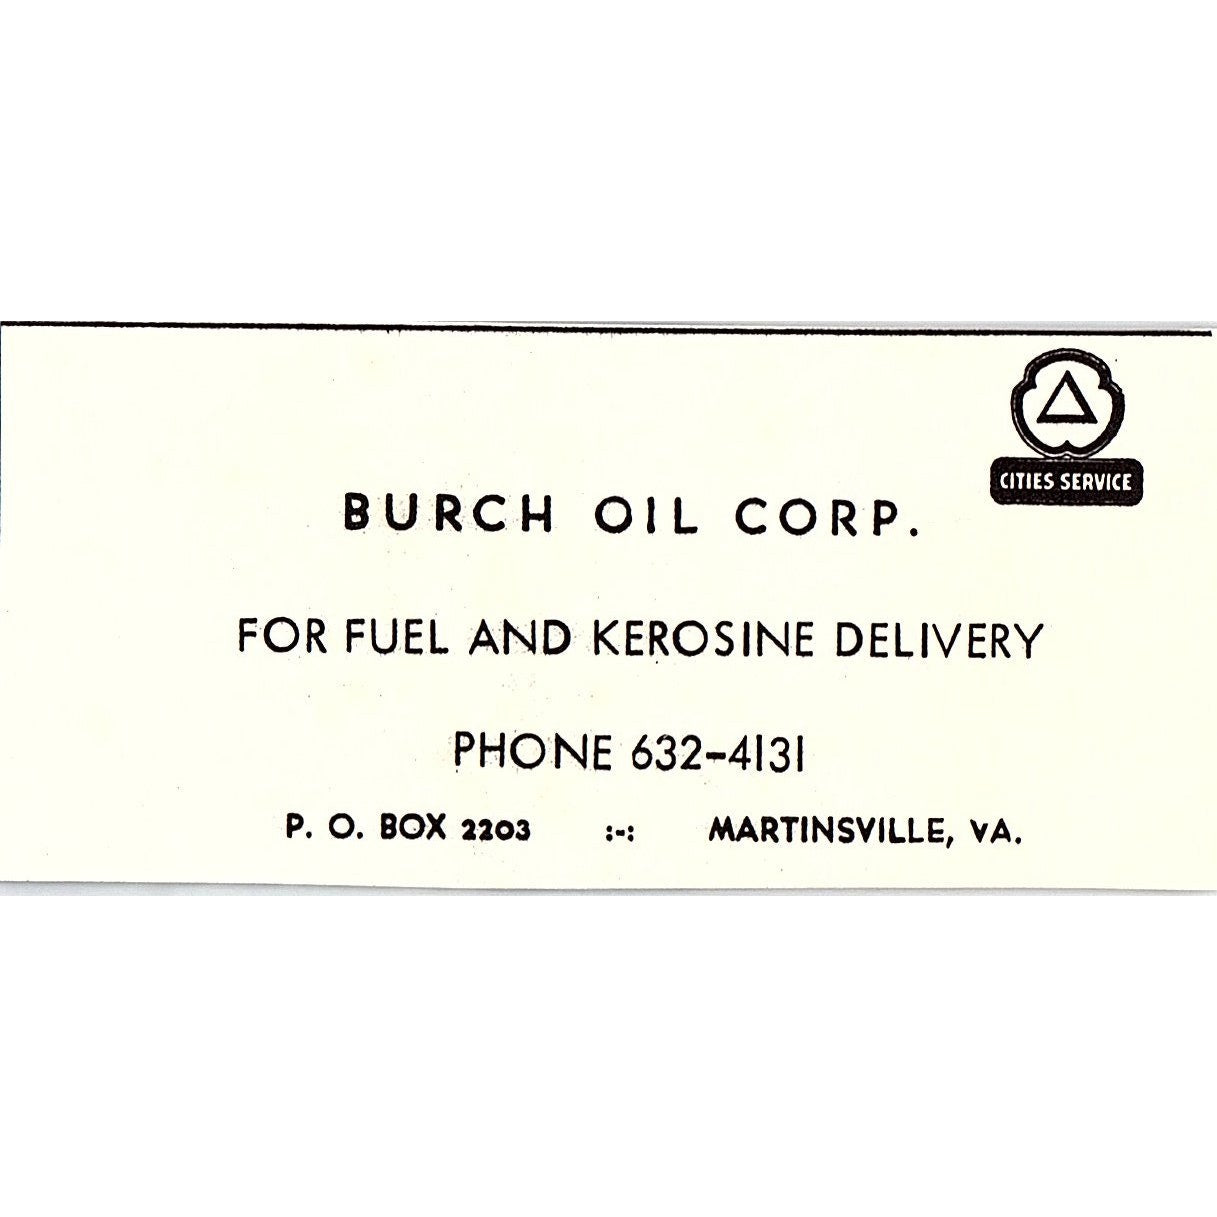 CITIES SERVICE
BURCH OIL CORP.
FOR FUEL AND KEROSINE DELIVERY
PHONE 632-4131
P. O. BOX 2203 :-: MARTINSVILLE, VA.